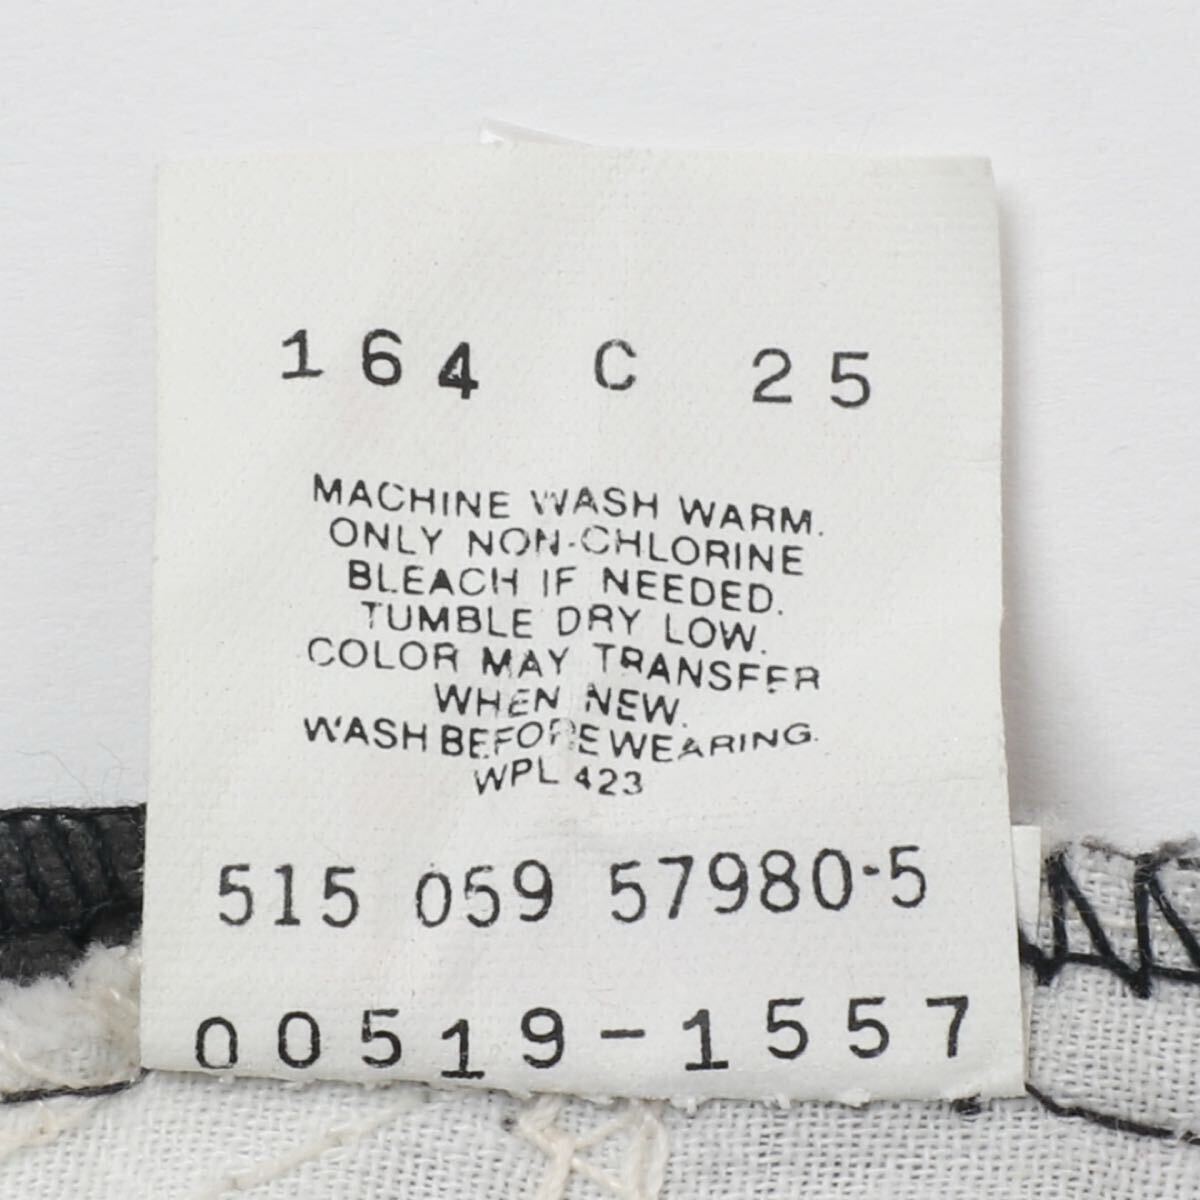 164 C 25
MACHINE WASH WARM.
ONLY NON-CHLORINE
BLEACH IF NEEDED.
TUMBLE DRY LOW.
COLOR MAY TRANSFER
WHEN NEW.
WASH BEFORE WEARING.
WPL 423
515 059 57980-5
00519-1557